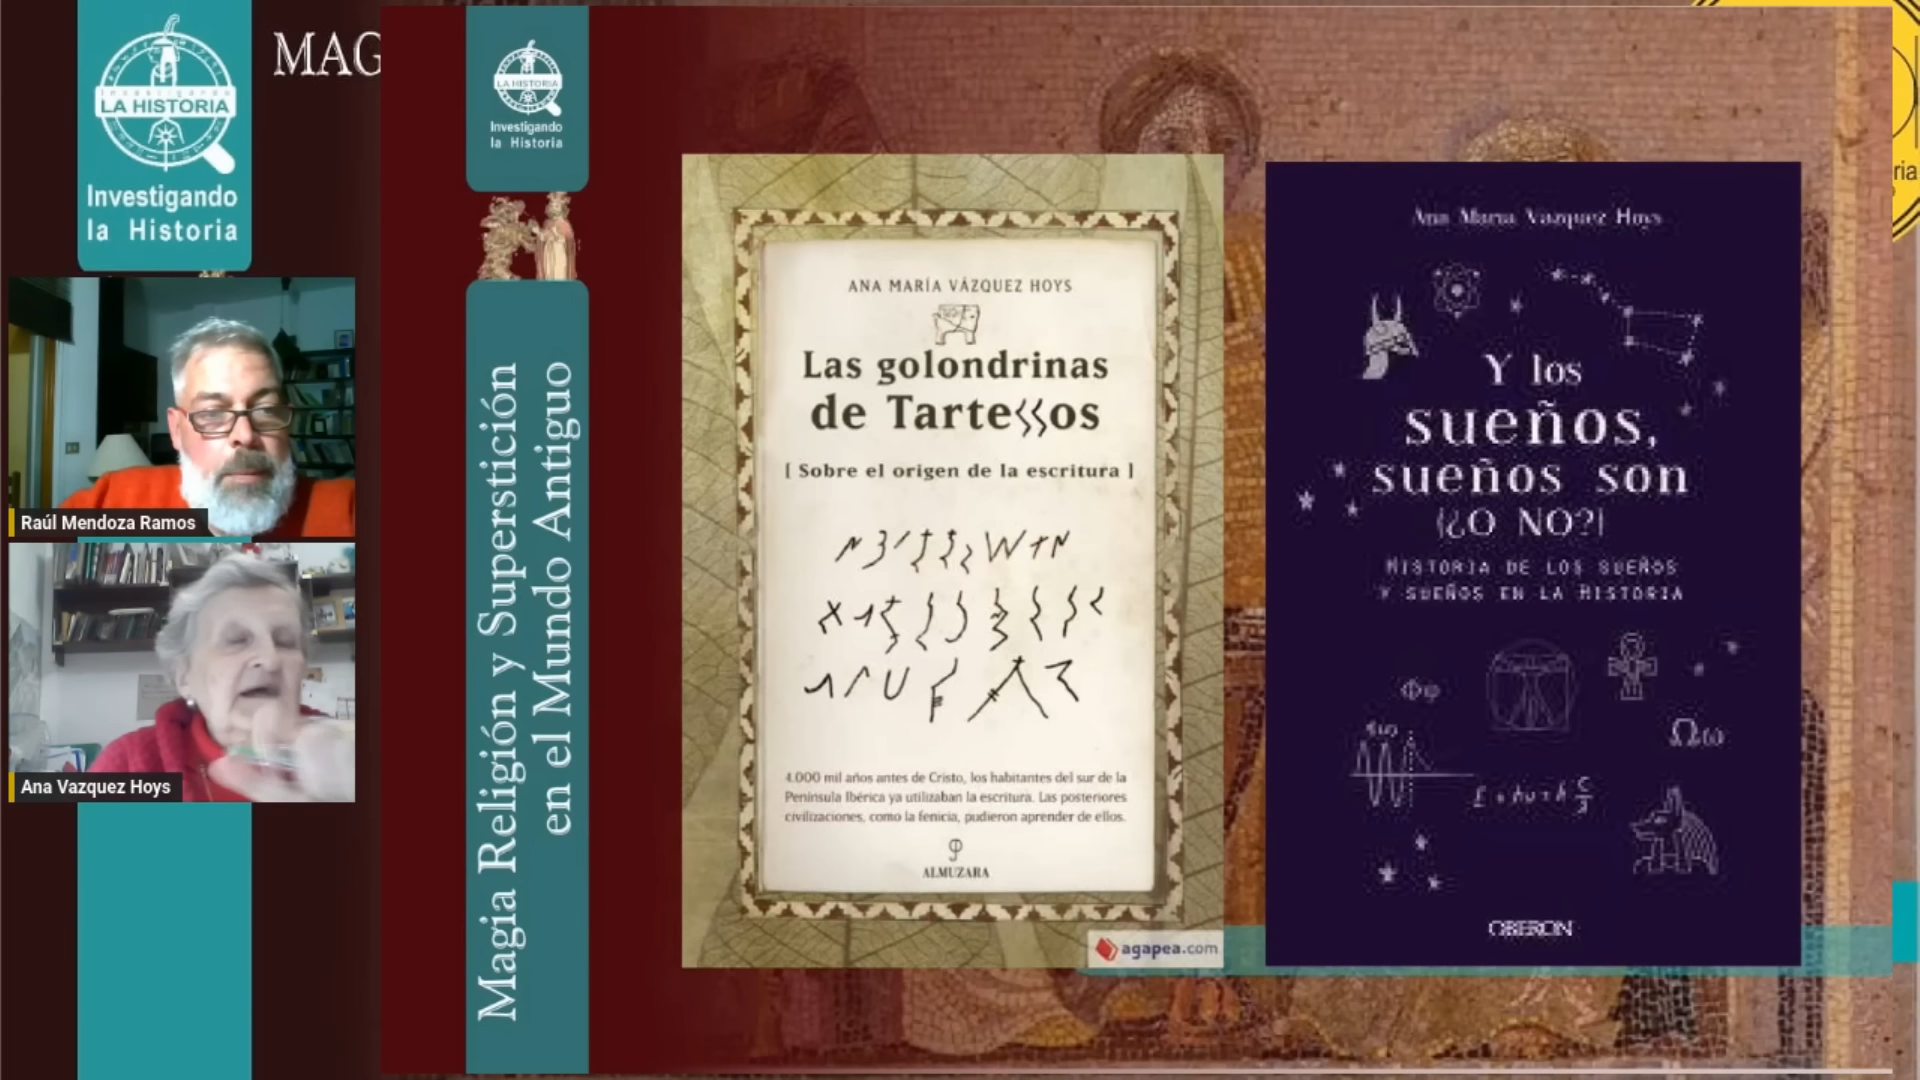 MAG
LA HISTORIA
Investigando
la Historia
Raúl Mendoza Ramos
Ana Vazquez Hoys
LA HISTORIA
Investigando
la Historia
Magia Religión y Superstición
en el Mundo Antiguo
ANA MARÍA VÁZQUEZ HOYS
Las golondrinas
de Tartessos
[ Sobre el origen de la escritura ]
4.000 mil años antes de Cristo, los habitantes del sur de la
Península Ibérica ya utilizaban la escritura. Las posteriores
civilizaciones, como la fenicia, pudieron aprender de ellos.
ALMUZARA
agapea.com
Ana María Vázquez Hoys
Y los
sueños,
sueños son
(¿O NO?)
HISTORIA DE LOS SUEÑOS
Y SUEÑOS EN LA HISTORIA
Φφ
Ωω
OBERON
ria